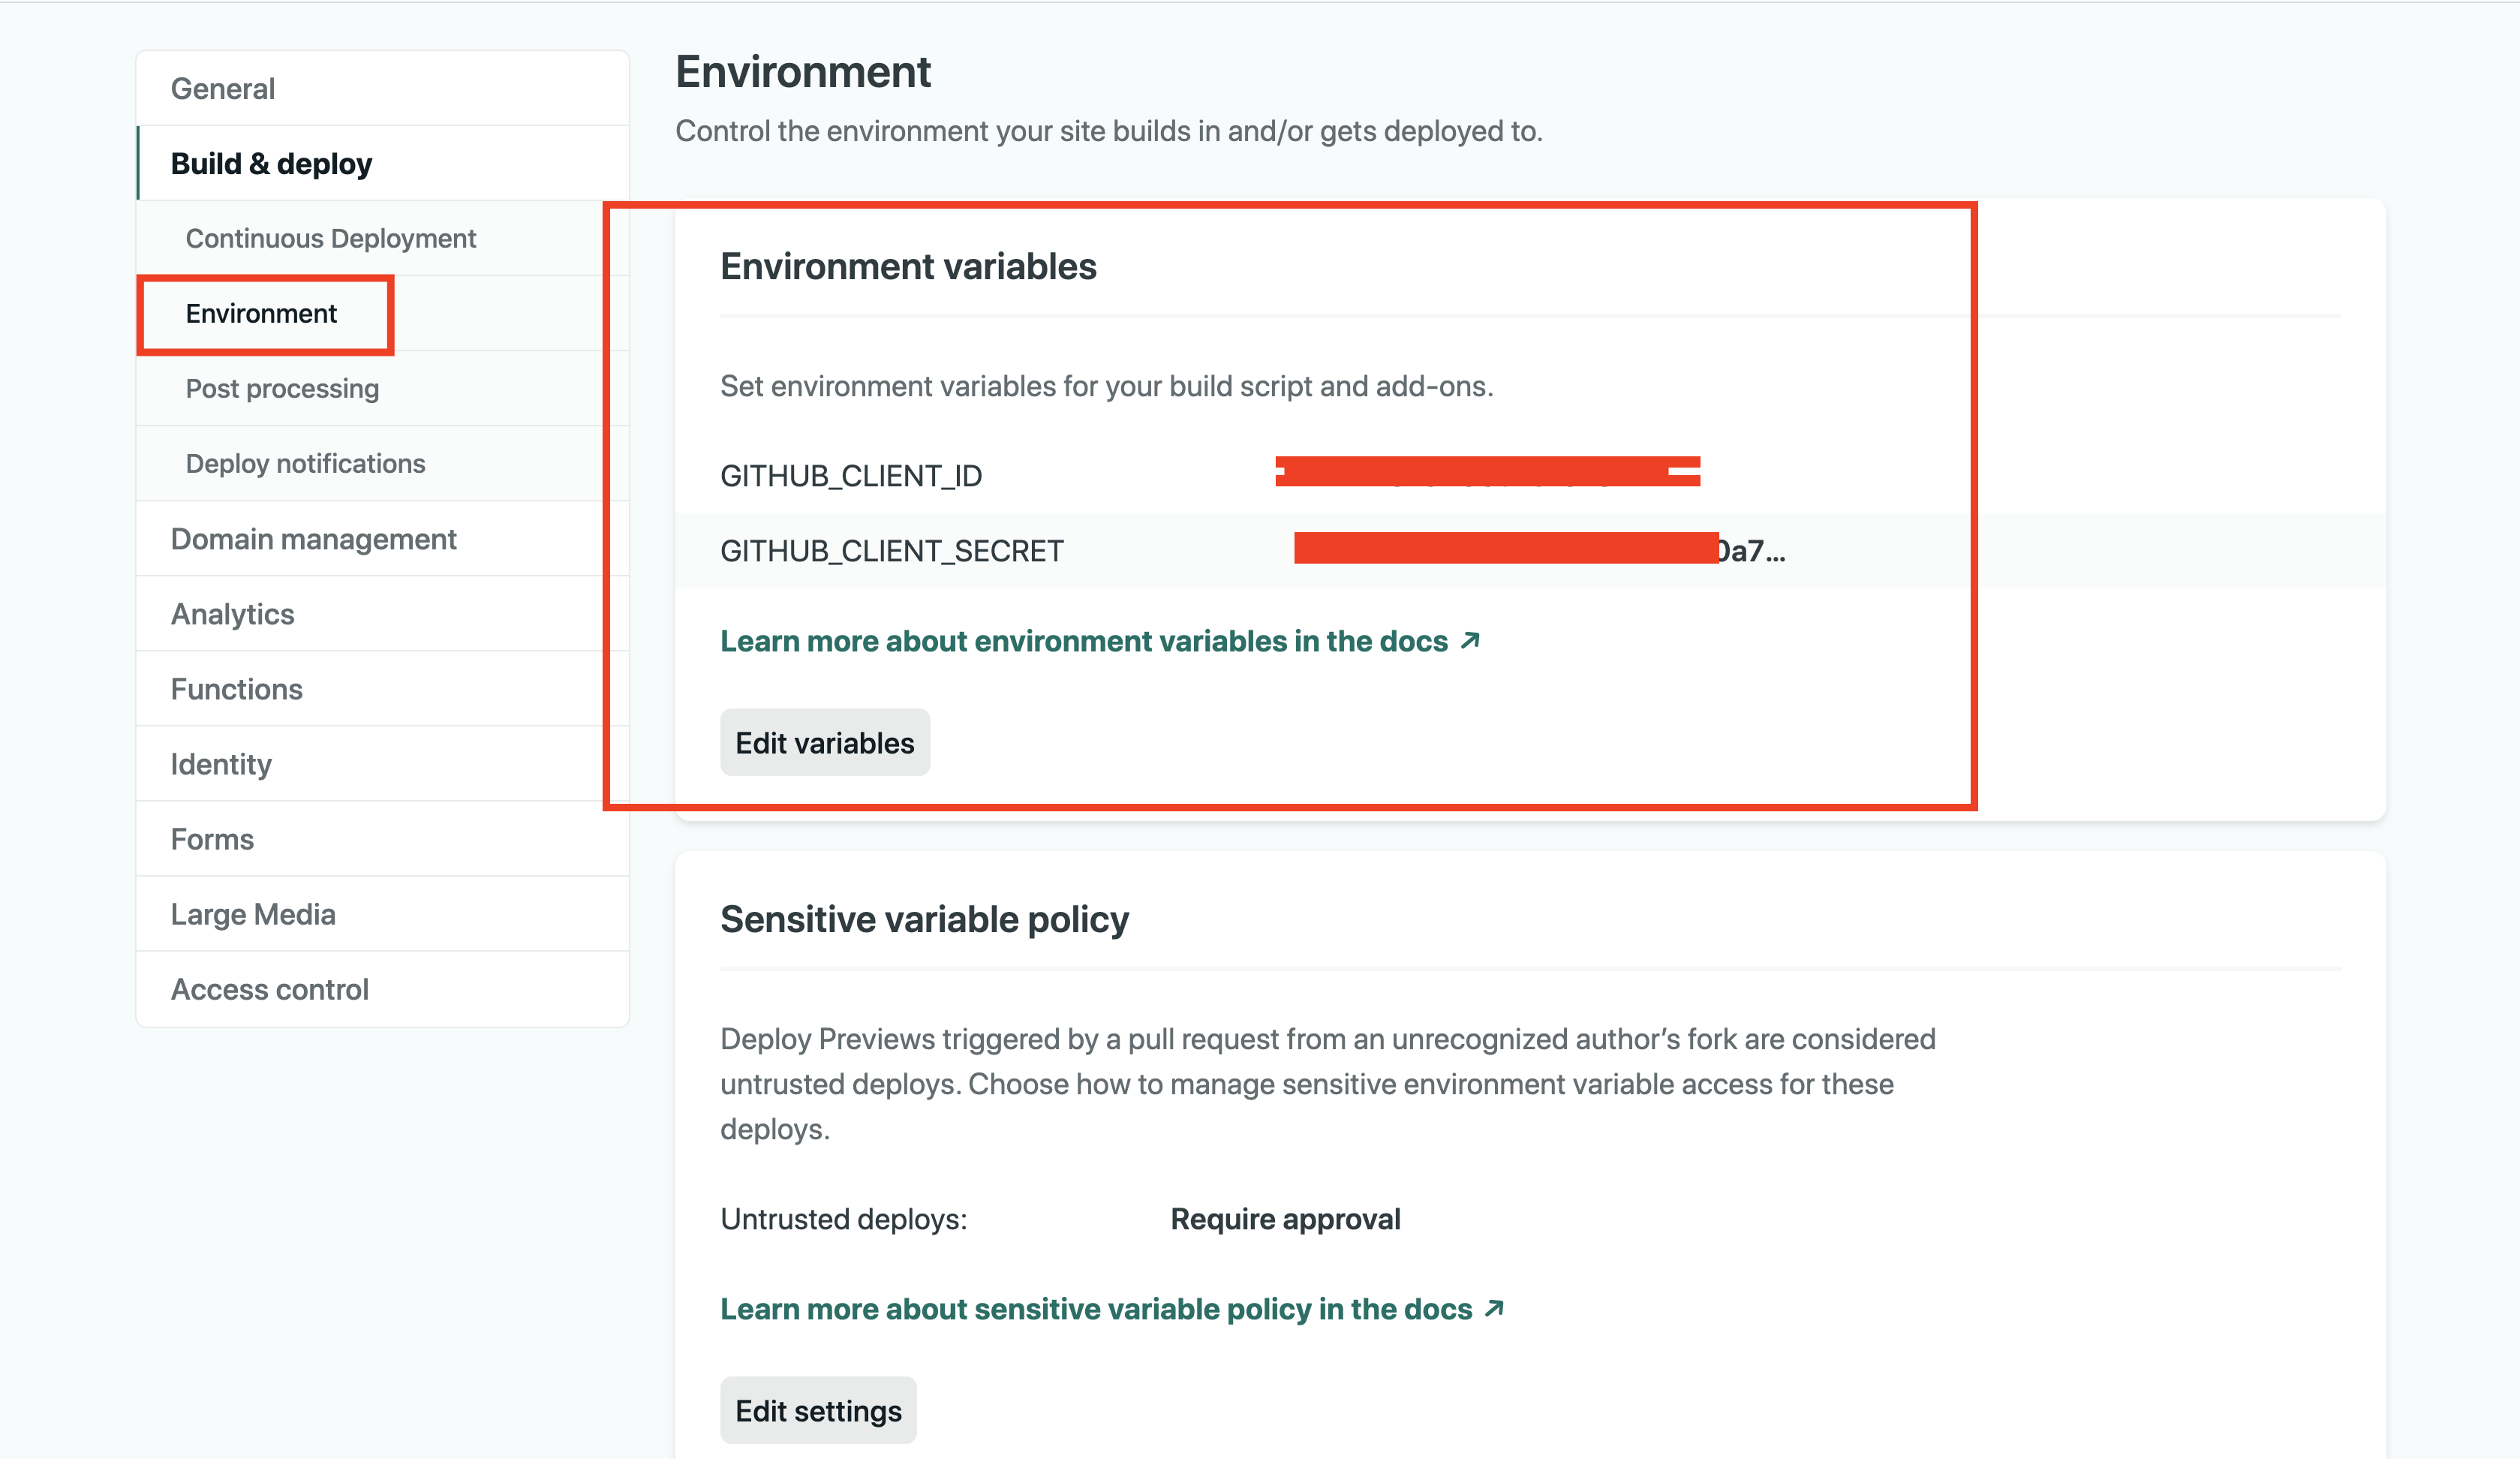 General
Build & deploy
Continuous Deployment
Environment
Post processing
Deploy notifications
Domain management
Analytics
Functions
Identity
Forms
Large Media
Access control
Environment
Control the environment your site builds in and/or gets deployed to.
Environment variables
Set environment variables for your build script and add-ons.
GITHUB_CLIENT_ID
GITHUB_CLIENT_SECRET 0a7...
Learn more about environment variables in the docs ↗
Edit variables
Sensitive variable policy
Deploy Previews triggered by a pull request from an unrecognized author’s fork are considered
untrusted deploys. Choose how to manage sensitive environment variable access for these
deploys.
Untrusted deploys: Require approval
Learn more about sensitive variable policy in the docs ↗
Edit settings